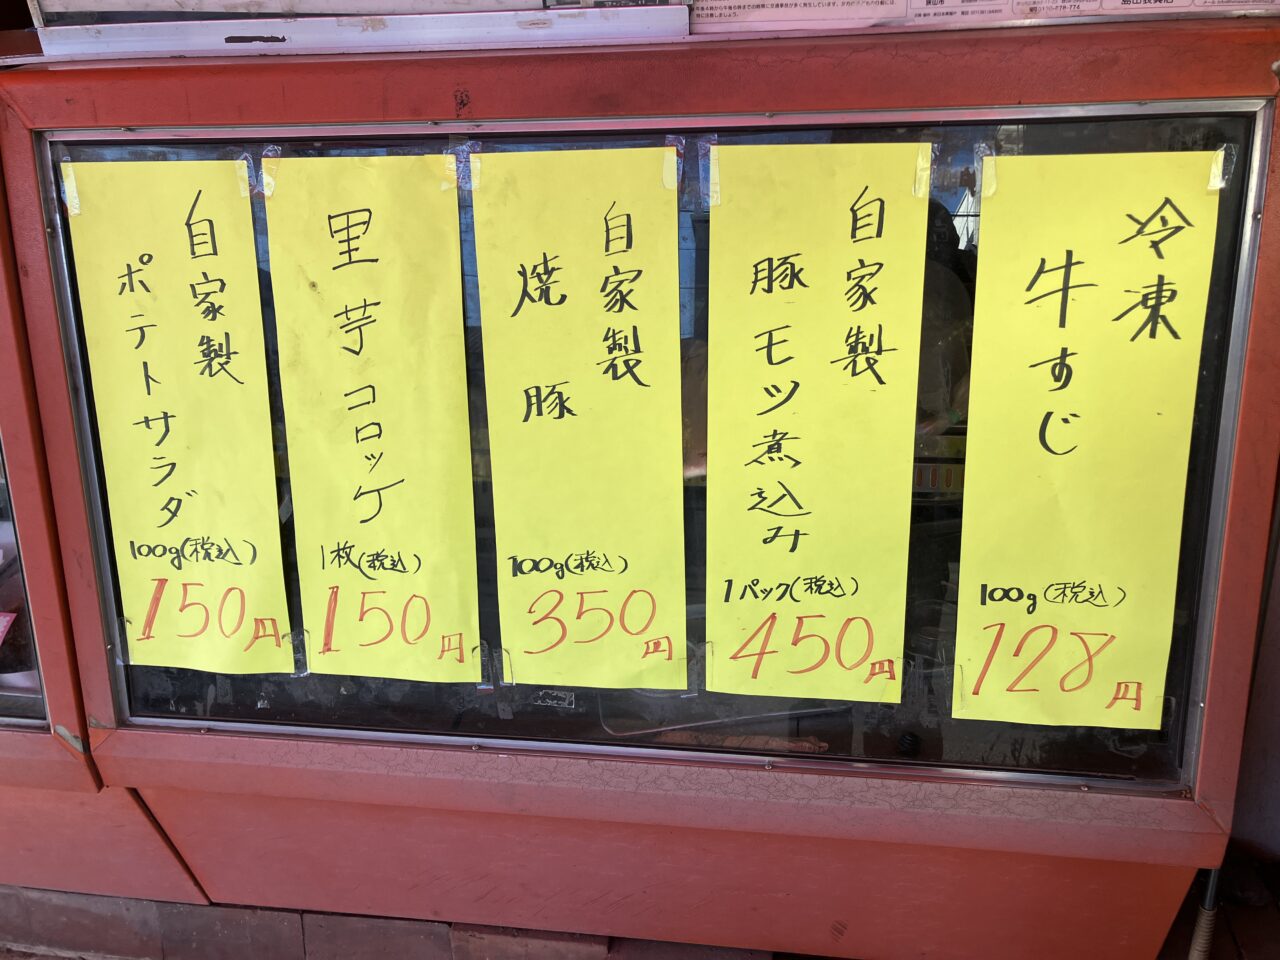 冷凍
牛すじ
100g(税込)
128円
自家製
豚モツ煮込み
1パック(税込)
450円
自家製
焼豚
100g(税込)
350円
里芋コロッケ
1枚(税込)
150円
自家製
ポテトサラダ
100g(税込)
150円